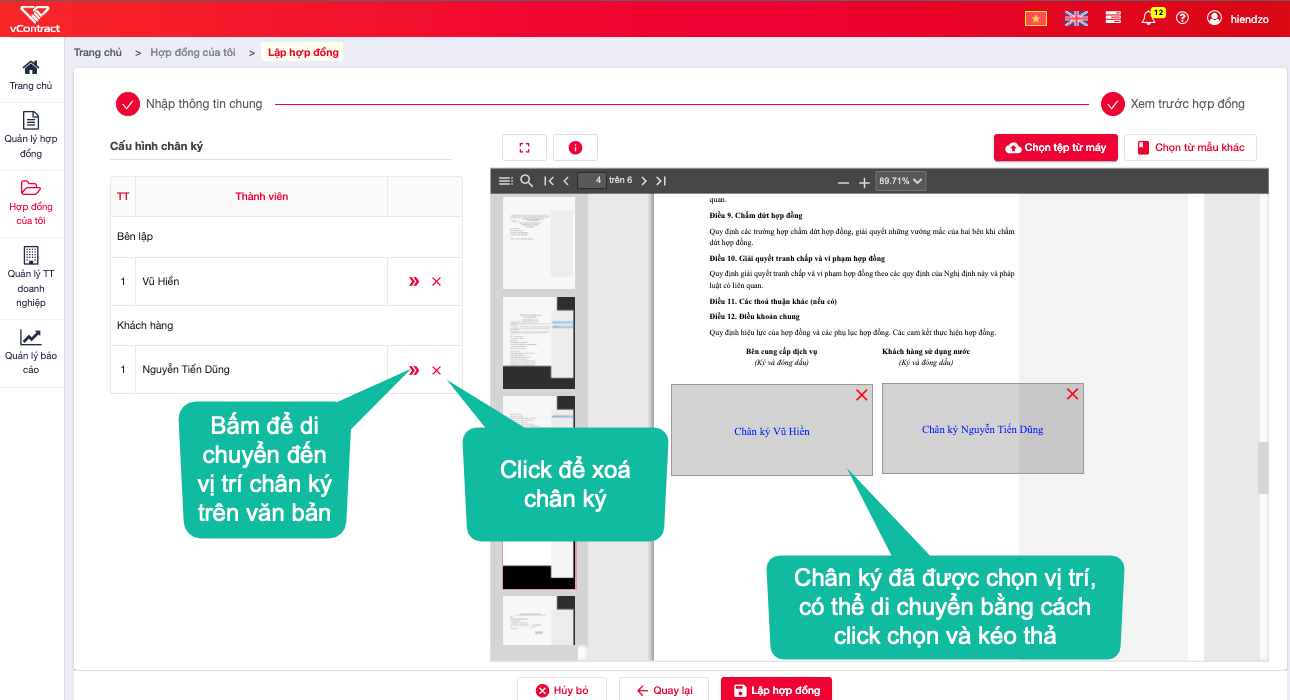 vContract
12
hiendzo
Trang chủ > Hợp đồng của tôi > Lập hợp đồng
Trang chủ
Quản lý hợp
đồng
Hợp đồng
của tôi
Quản lý TT
doanh
nghiệp
Quản lý báo
cáo
Nhập thông tin chung
Xem trước hợp đồng
Cấu hình chân ký
Chọn tệp từ máy
Chọn từ mẫu khác
TT Thành viên
Bên lập
1 Vũ Hiền
Khách hàng
1 Nguyễn Tiến Dũng
Bấm để di
chuyển đến
vị trí chân ký
trên văn bản
Click để xoá
chân ký
4 trên 6
89.71%
quan.
Điều 9. Chấm dứt hợp đồng
Quy định các trường hợp chấm dứt hợp đồng, giải quyết những vướng mắc của hai bên khi chấm
dứt hợp đồng.
Điều 10. Giải quyết tranh chấp và vi phạm hợp đồng
Quy định giải quyết tranh chấp và vi phạm hợp đồng theo các quy định của Nghị định này và pháp
luật có liên quan.
Điều 11. Các thoả thuận khác (nếu có)
Điều 12. Điều khoản chung
Quy định hiệu lực của hợp đồng và các phụ lục hợp đồng. Các cam kết thực hiện hợp đồng.
Bên cung cấp dịch vụ
(Ký và đóng dấu)
Khách hàng sử dụng nước
(Ký và đóng dấu)
Chân ký Vũ Hiền
Chân ký Nguyễn Tiến Dũng
Chân ký đã được chọn vị trí,
có thể di chuyển bằng cách
click chọn và kéo thả
Hủy bỏ
Quay lại
Lập hợp đồng